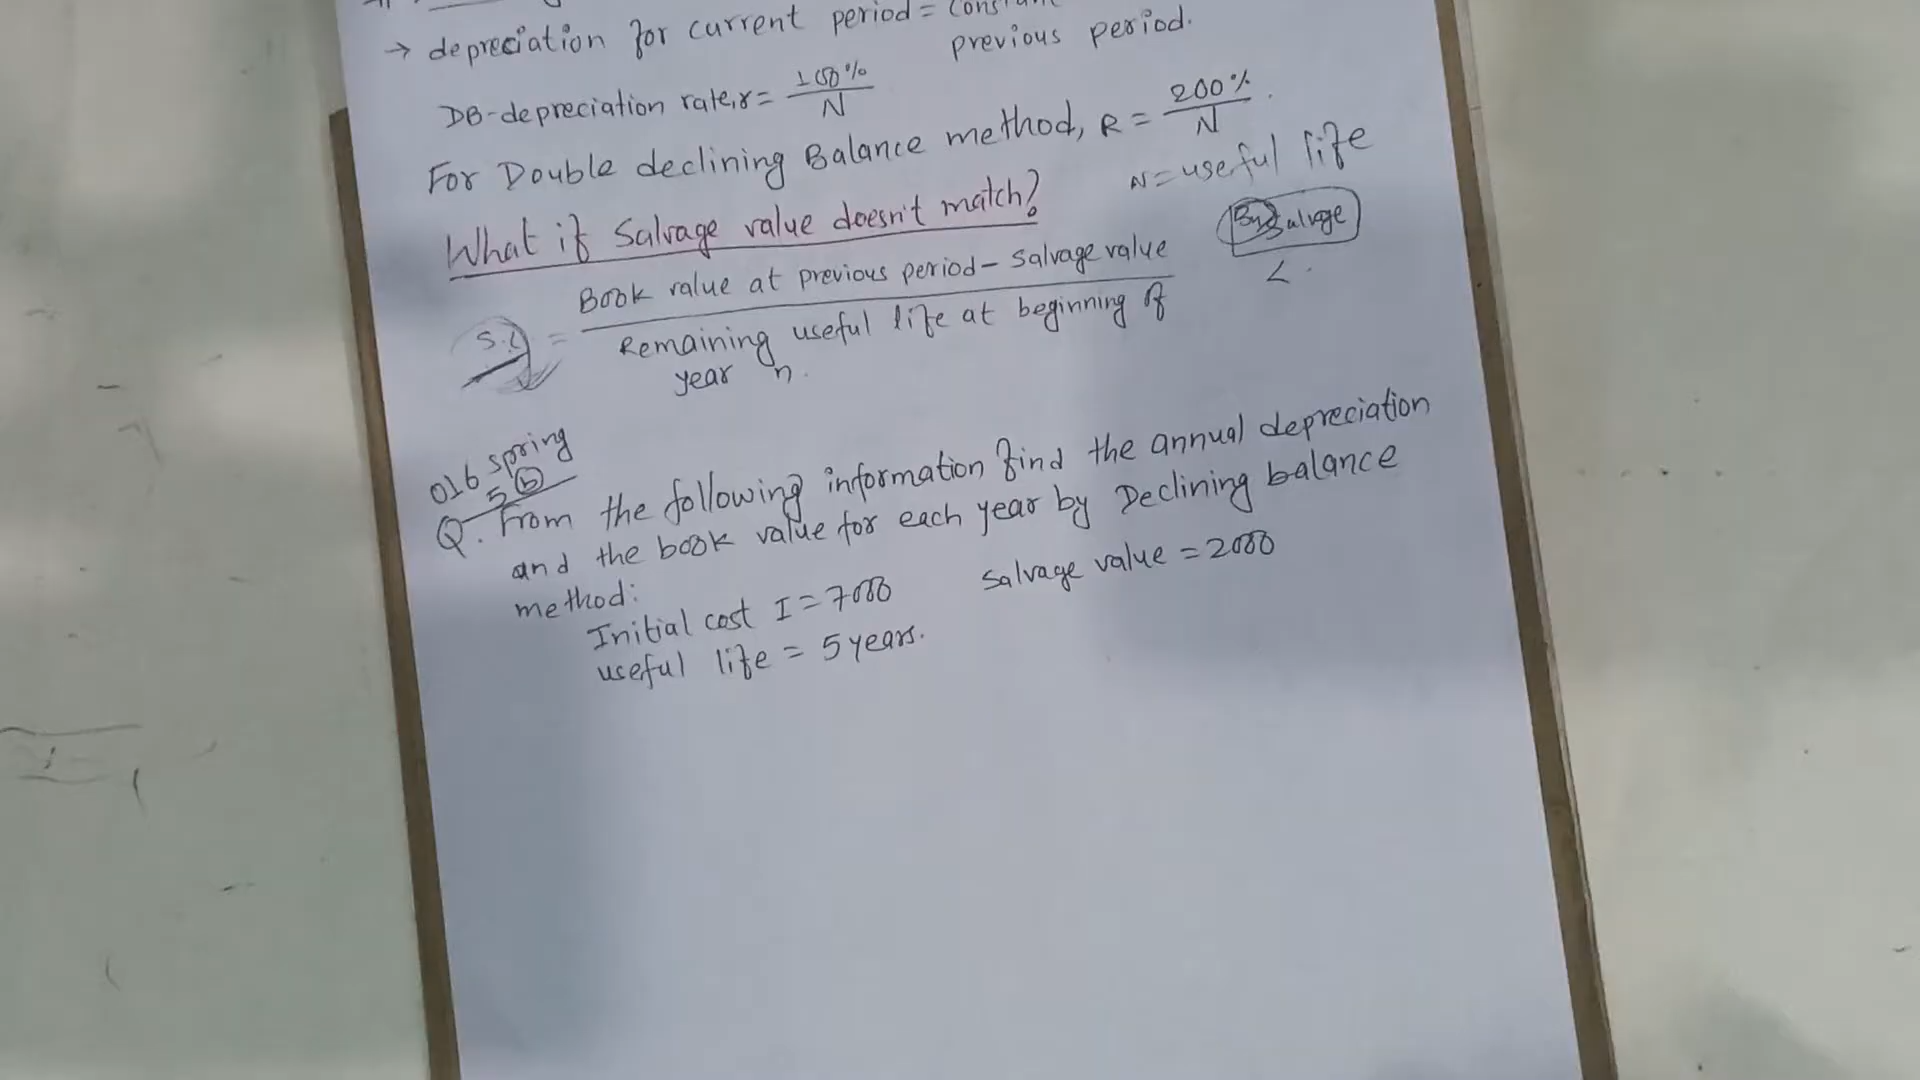 → depreciation for current period =
previous period.
DB-depreciation rate, r = 100% / N
For Double declining Balance method, R = 200% / N .
N = useful life
What if Salvage value doesn't match?
Salvage
<
S.L = Book value at previous period - Salvage value / Remaining useful life at beginning of
year n.
016 spring
5 b
Q. From the following information find the annual depreciation
and the book value for each year by Declining balance
method:
Initial cost I = 7000 Salvage value = 2000
useful life = 5 years.